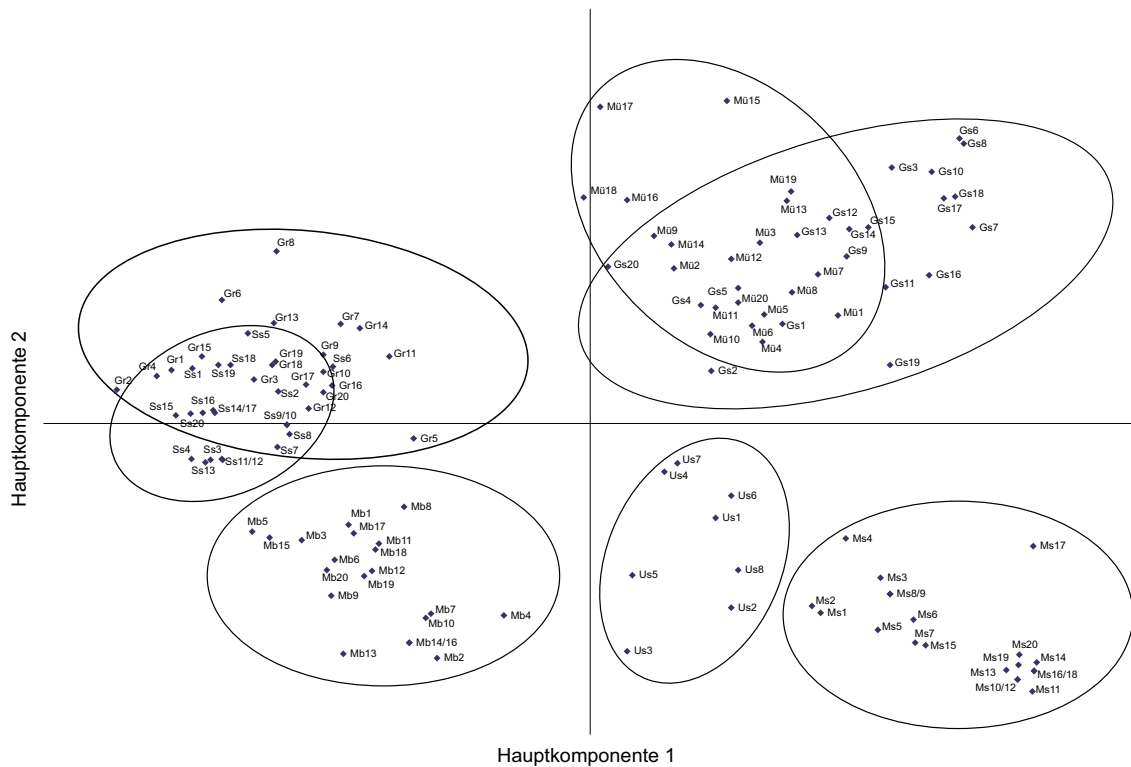 Mü17
Mü15
Gs6
Gs8
Gs3
Gs10
Mü19
Mü18
Mü16
Mü13
Gs18
Gs17
Gs12
Gs15
Gs7
Mü9
Mü3
Gs13
Gs14
Mü14
Gr8
Mü12
Gs9
Gs20
Mü2
Mü7
Gs16
Gs11
Gs5
Mü8
Gr6
Gs4
Mü20
Mü11
Mü5
Mü1
Gr13
Gr7
Gr14
Mü6
Gs1
Ss5
Mü10
Mü4
Gr15
Gr9
Gr11
Gr1
Ss18
Gr19
Ss6
Gs19
Gr4
Ss1
Ss19
Gr18
Gr10
Gs2
Gr2
Gr3
Gr17
Gr16
Ss2
Gr20
Ss15
Ss16
Ss14/17
Gr12
Ss20
Ss9/10
Ss8
Gr5
Ss4
Ss3
Ss7
Ss13
Ss11/12
Us7
Us4
Us6
Mb8
Mb5
Mb1
Us1
Mb3
Mb17
Mb15
Mb11
Ms4
Ms17
Mb18
Mb6
Mb12
Mb20
Mb19
Us5
Us8
Ms3
Mb9
Ms8/9
Mb7
Mb4
Us2
Ms2
Mb10
Ms1
Ms6
Ms5
Mb14/16
Ms7
Ms15
Mb13
Mb2
Us3
Ms20
Ms19
Ms14
Ms13
Ms16/18
Ms10/12
Ms11
Hauptkomponente 2
Hauptkomponente 1